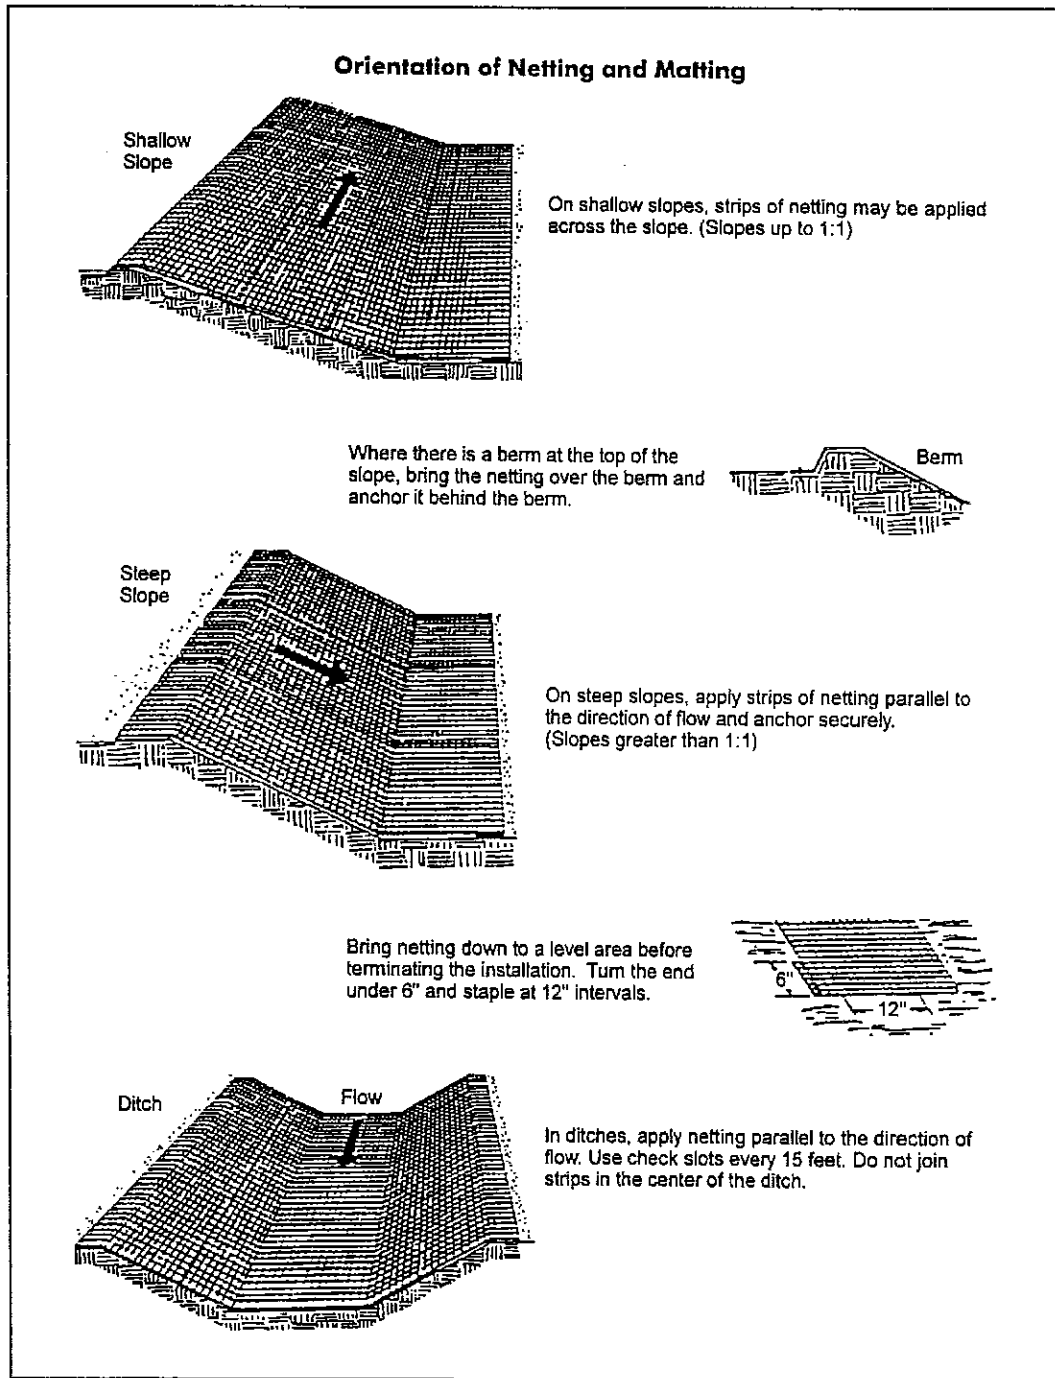 Orientation of Netting and Matting
Shallow
Slope
On shallow slopes, strips of netting may be applied
across the slope. (Slopes up to 1:1)
Where there is a berm at the top of the
slope, bring the netting over the berm and
anchor it behind the berm.
Berm
Steep
Slope
On steep slopes, apply strips of netting parallel to
the direction of flow and anchor securely.
(Slopes greater than 1:1)
Bring netting down to a level area before
terminating the installation. Turn the end
under 6" and staple at 12" intervals.
6"
12"
Ditch
Flow
In ditches, apply netting parallel to the direction of
flow. Use check slots every 15 feet. Do not join
strips in the center of the ditch.